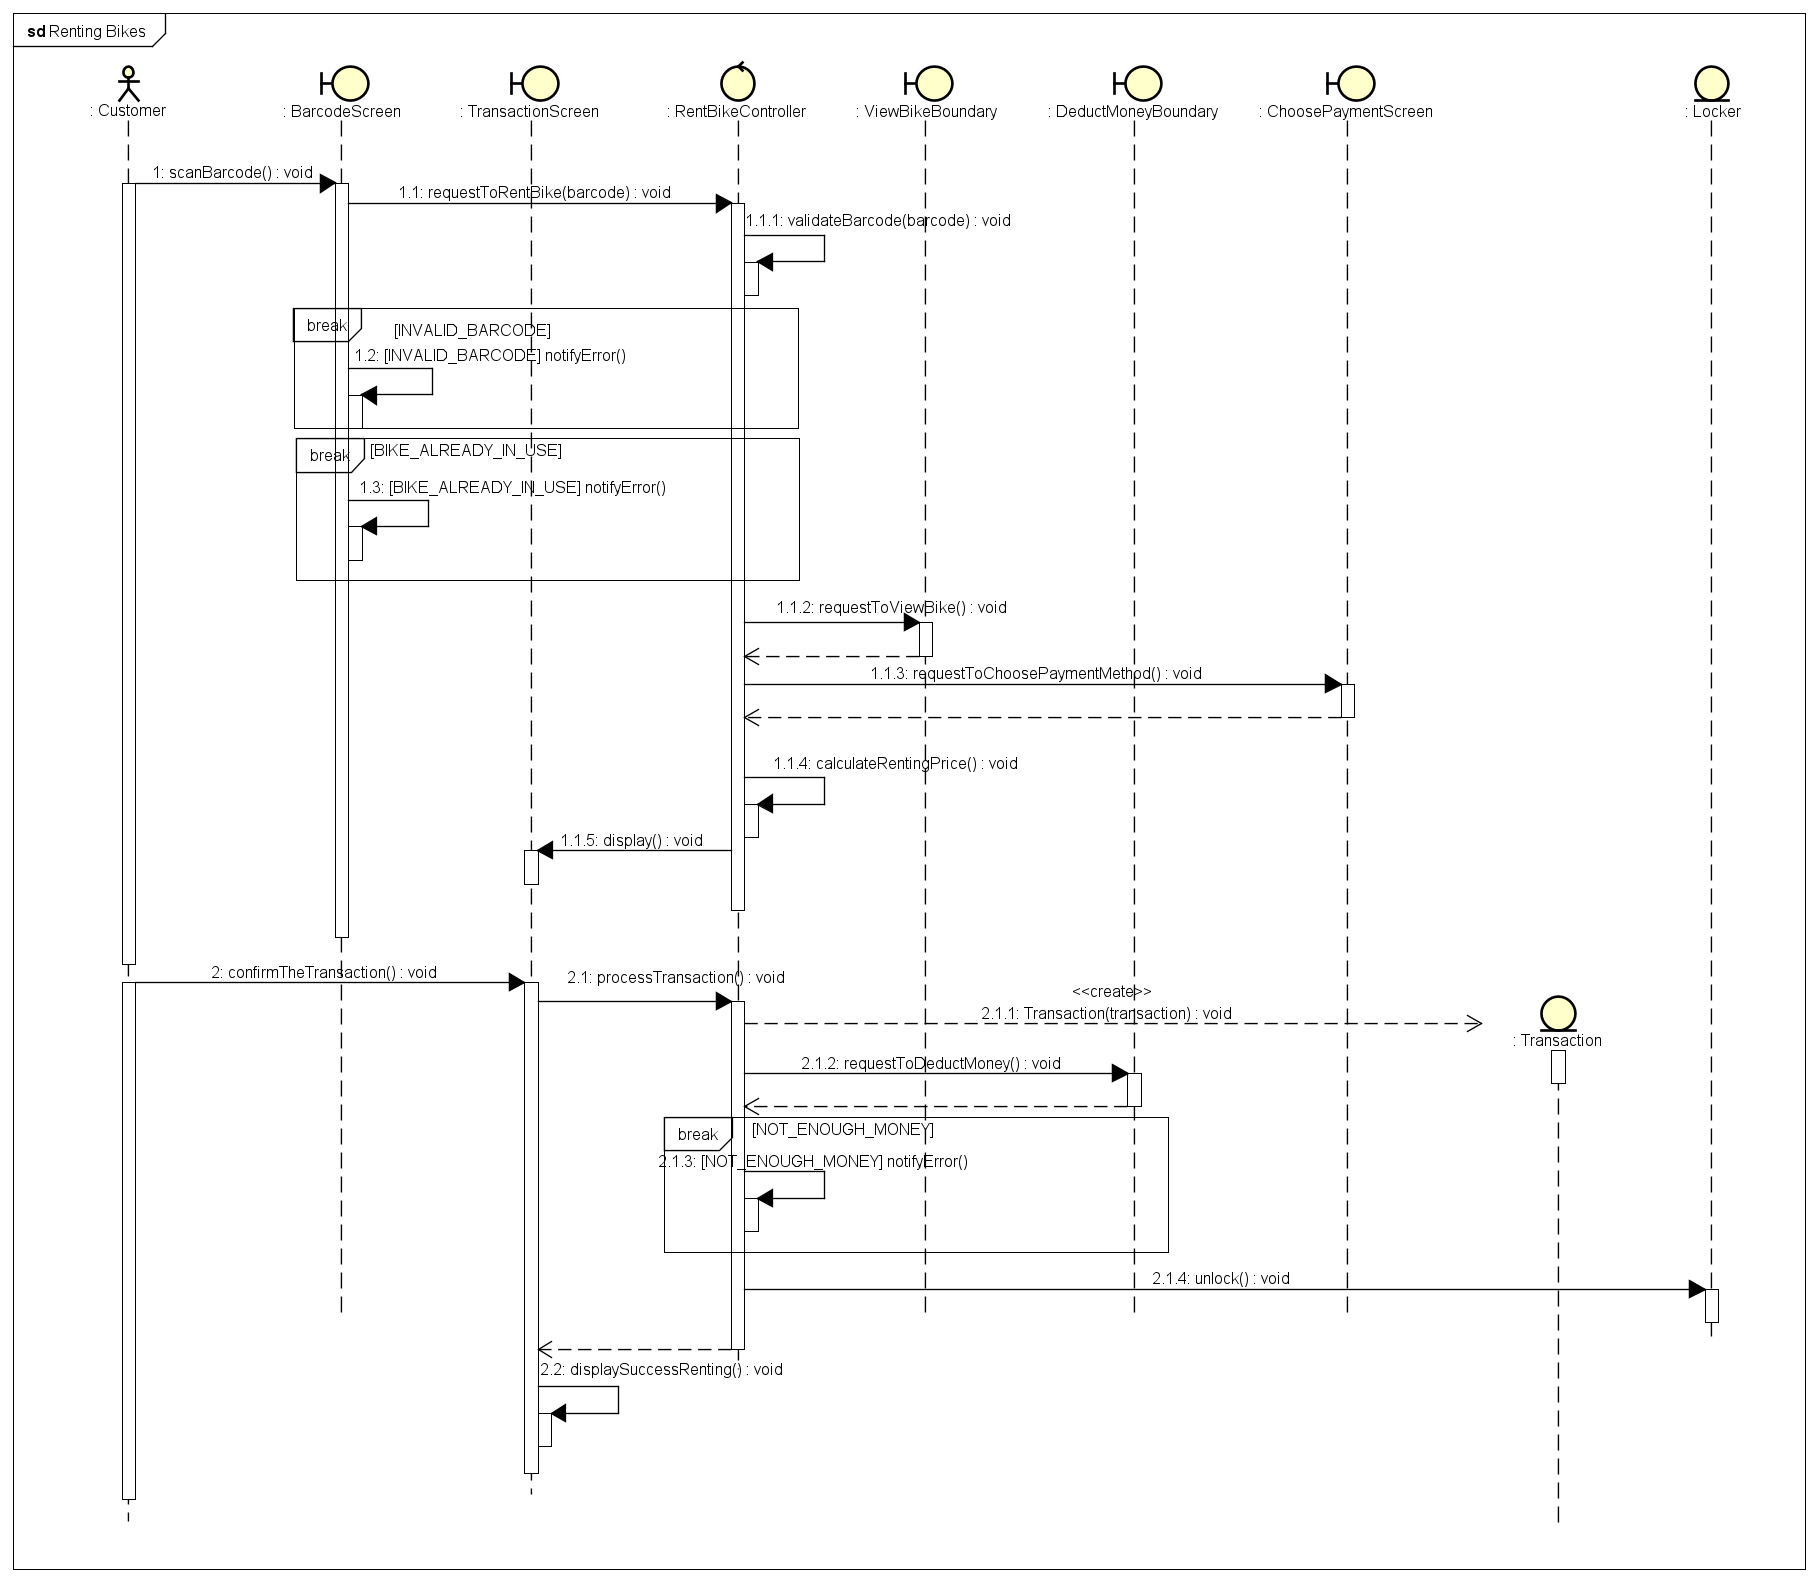 sd Renting Bikes
: Customer
: BarcodeScreen
: TransactionScreen
: RentBikeController
: ViewBikeBoundary
: DeductMoneyBoundary
: ChoosePaymentScreen
: Locker
1: scanBarcode() : void
1.1: requestToRentBike(barcode) : void
1.1.1: validateBarcode(barcode) : void
break
[INVALID_BARCODE]
1.2: [INVALID_BARCODE] notifyError()
break
[BIKE_ALREADY_IN_USE]
1.3: [BIKE_ALREADY_IN_USE] notifyError()
1.1.2: requestToViewBike() : void
1.1.3: requestToChoosePaymentMethod() : void
1.1.4: calculateRentingPrice() : void
1.1.5: display() : void
2: confirmTheTransaction() : void
2.1: processTransaction() : void
<<create>>
2.1.1: Transaction(transaction) : void
: Transaction
2.1.2: requestToDeductMoney() : void
break
[NOT_ENOUGH_MONEY]
2.1.3: [NOT_ENOUGH_MONEY] notifyError()
2.1.4: unlock() : void
2.2: displaySuccessRenting() : void